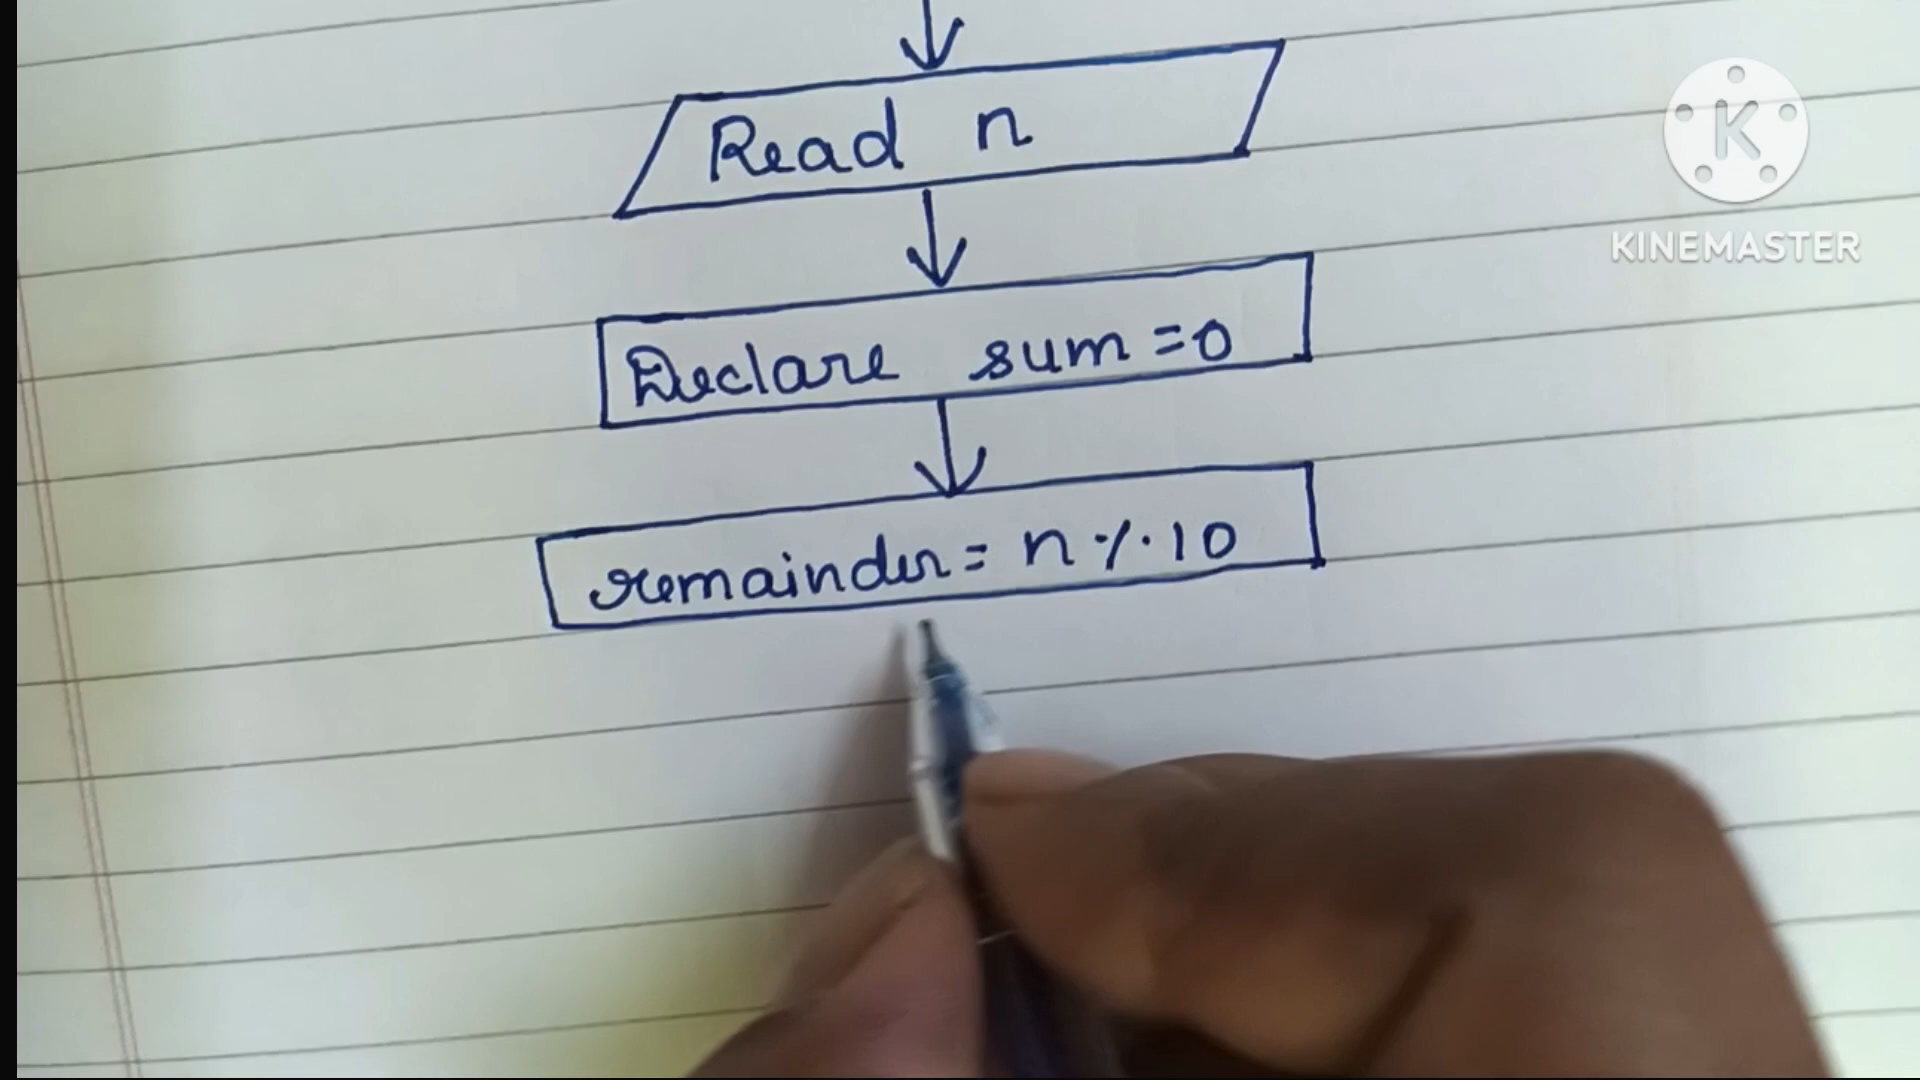 Read n
Declare sum=0
remainder= n%10
K
KINEMASTER